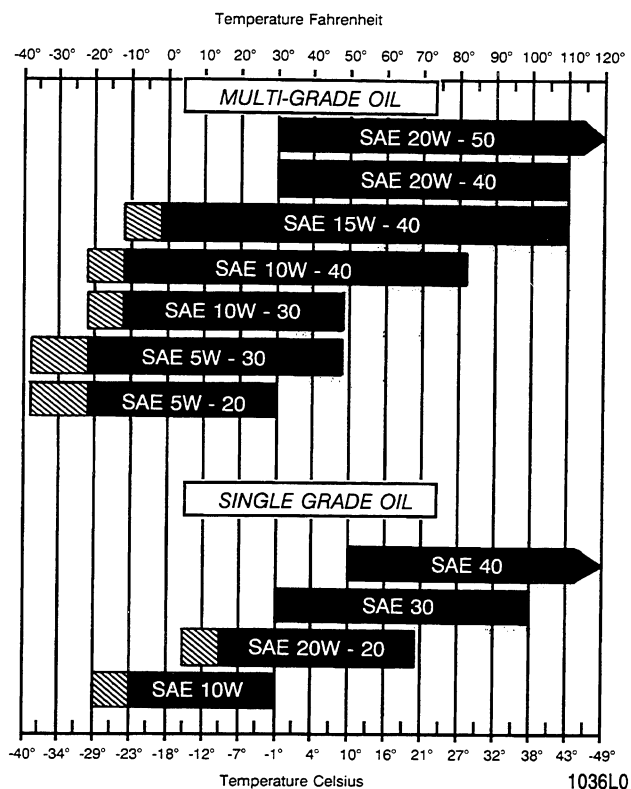 Temperature Fahrenheit
-40° -30° -20° -10° 0° 10° 20° 30° 40° 50° 60° 70° 80° 90° 100° 110° 120°
MULTI-GRADE OIL
SAE 20W - 50
SAE 20W - 40
SAE 15W - 40
SAE 10W - 40
SAE 10W - 30
SAE 5W - 30
SAE 5W - 20
SINGLE GRADE OIL
SAE 40
SAE 30
SAE 20W - 20
SAE 10W
-40° -34° -29° -23° -18° -12° -7° -1° 4° 10° 16° 21° 27° 32° 38° 43° -49°
Temperature Celsius
1036L0